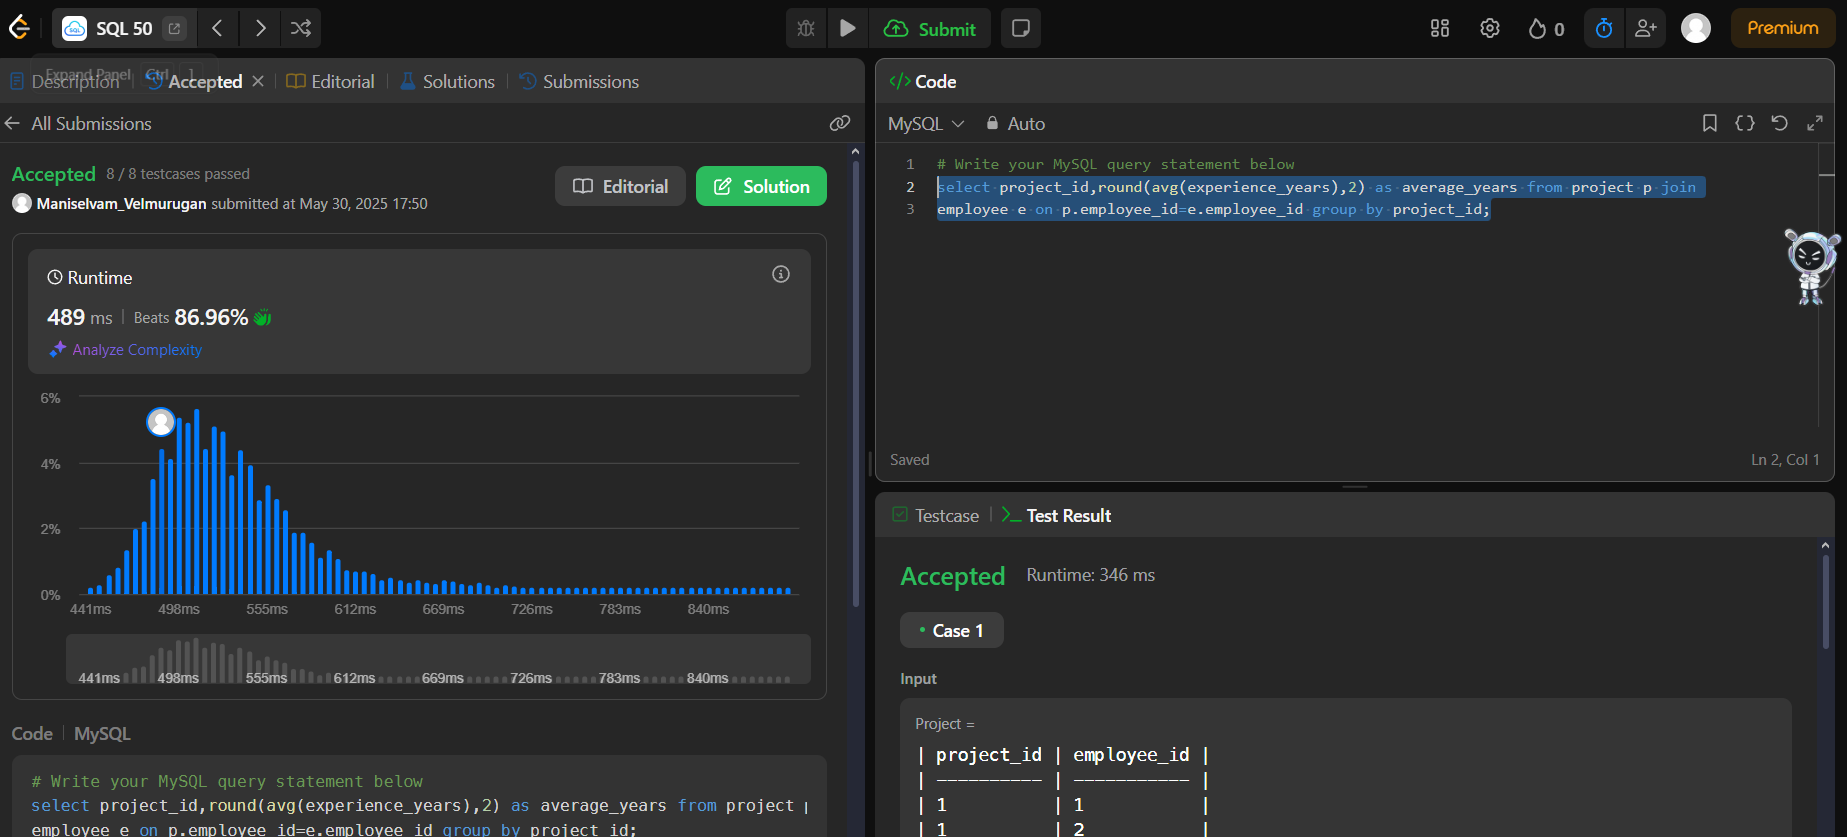 SQL 50
Submit
0
Premium
Expand Panel Ctrl 1
Description
Accepted
Editorial
Solutions
Submissions
All Submissions
Accepted 8 / 8 testcases passed
Maniselvam_Velmurugan submitted at May 30, 2025 17:50
Editorial
Solution
Runtime
489 ms | Beats 86.96%
Analyze Complexity
6%
4%
2%
0%
441ms 498ms 555ms 612ms 669ms 726ms 783ms 840ms
441ms 498ms 555ms 612ms 669ms 726ms 783ms 840ms
Code | MySQL
# Write your MySQL query statement below
select project_id,round(avg(experience_years),2) as average_years from project p
employee e on p.employee_id=e.employee_id group by project_id;
</> Code
MySQL
Auto
1 # Write your MySQL query statement below
2 select project_id,round(avg(experience_years),2) as average_years from project p join
3 employee e on p.employee_id=e.employee_id group by project_id;
Saved
Ln 2, Col 1
Testcase | >_ Test Result
Accepted Runtime: 346 ms
• Case 1
Input
Project =
| project_id | employee_id |
| ---------- | ----------- |
| 1 | 1 |
| 1 | 2 |